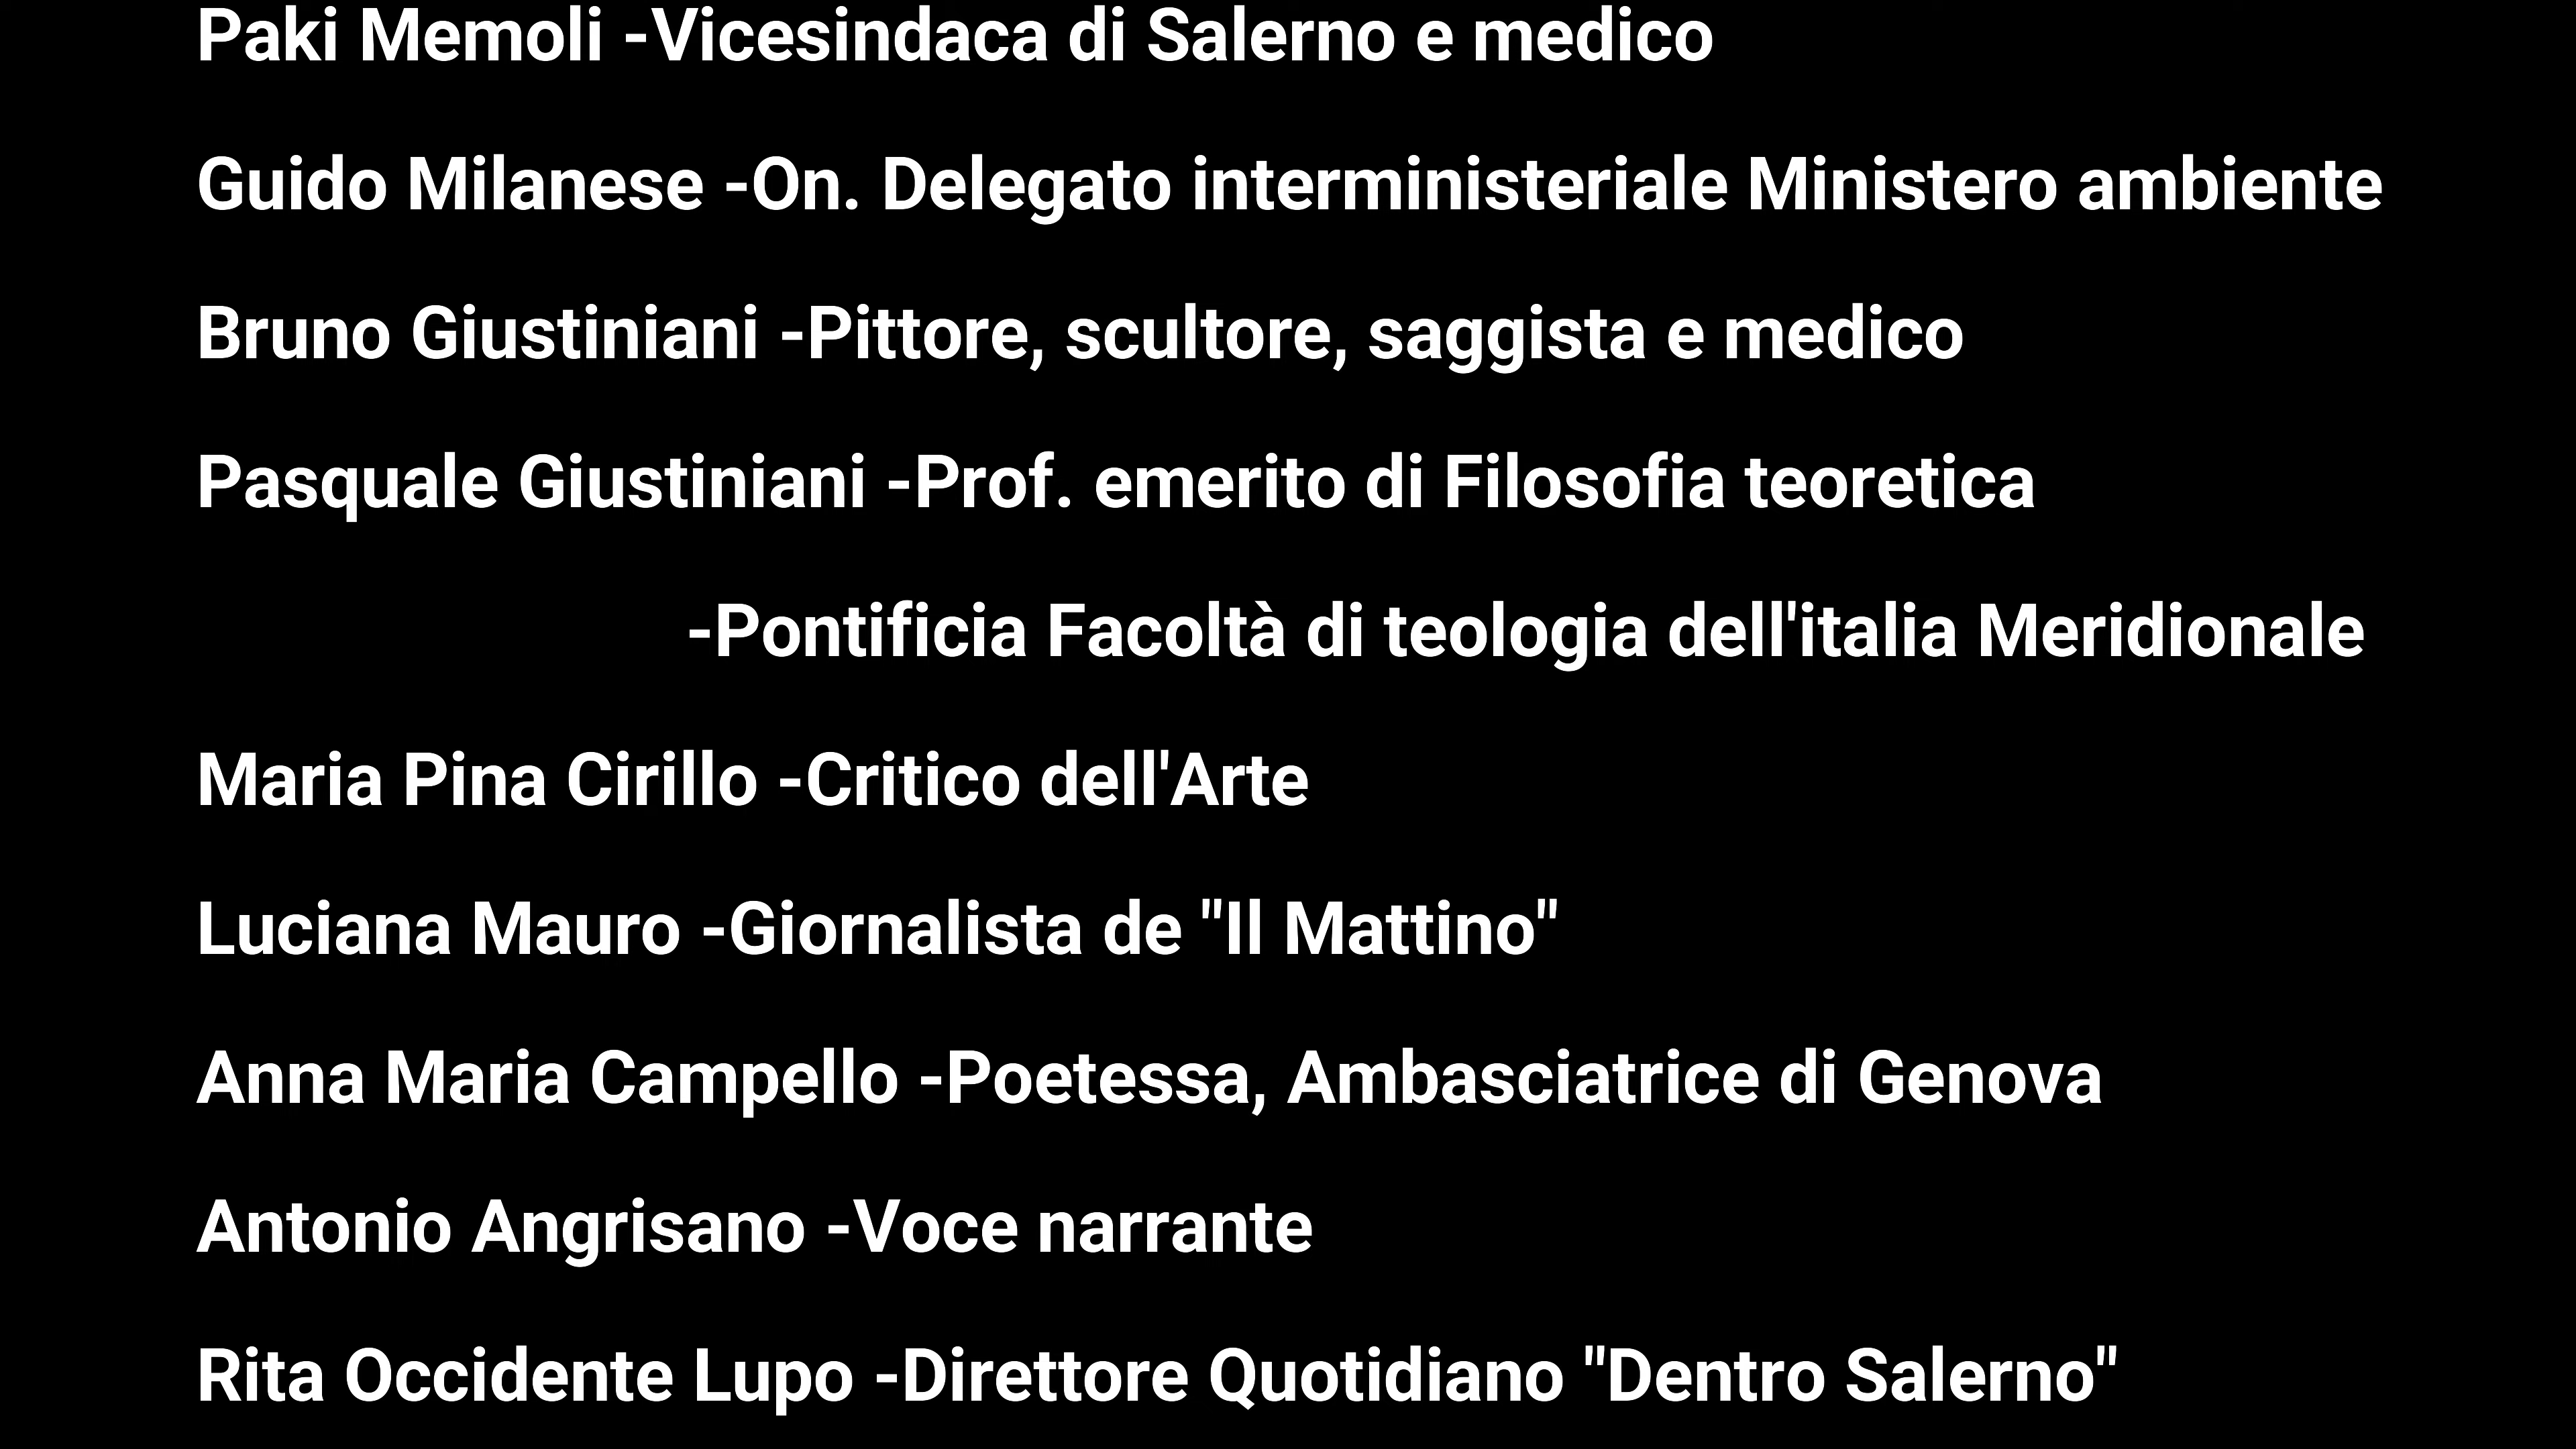 Paki Memoli -Vicesindaca di Salerno e medico
Guido Milanese -On. Delegato interministeriale Ministero ambiente
Bruno Giustiniani -Pittore, scultore, saggista e medico
Pasquale Giustiniani -Prof. emerito di Filosofia teoretica
-Pontificia Facoltà di teologia dell'italia Meridionale
Maria Pina Cirillo -Critico dell'Arte
Luciana Mauro -Giornalista de "Il Mattino"
Anna Maria Campello -Poetessa, Ambasciatrice di Genova
Antonio Angrisano -Voce narrante
Rita Occidente Lupo -Direttore Quotidiano "Dentro Salerno"